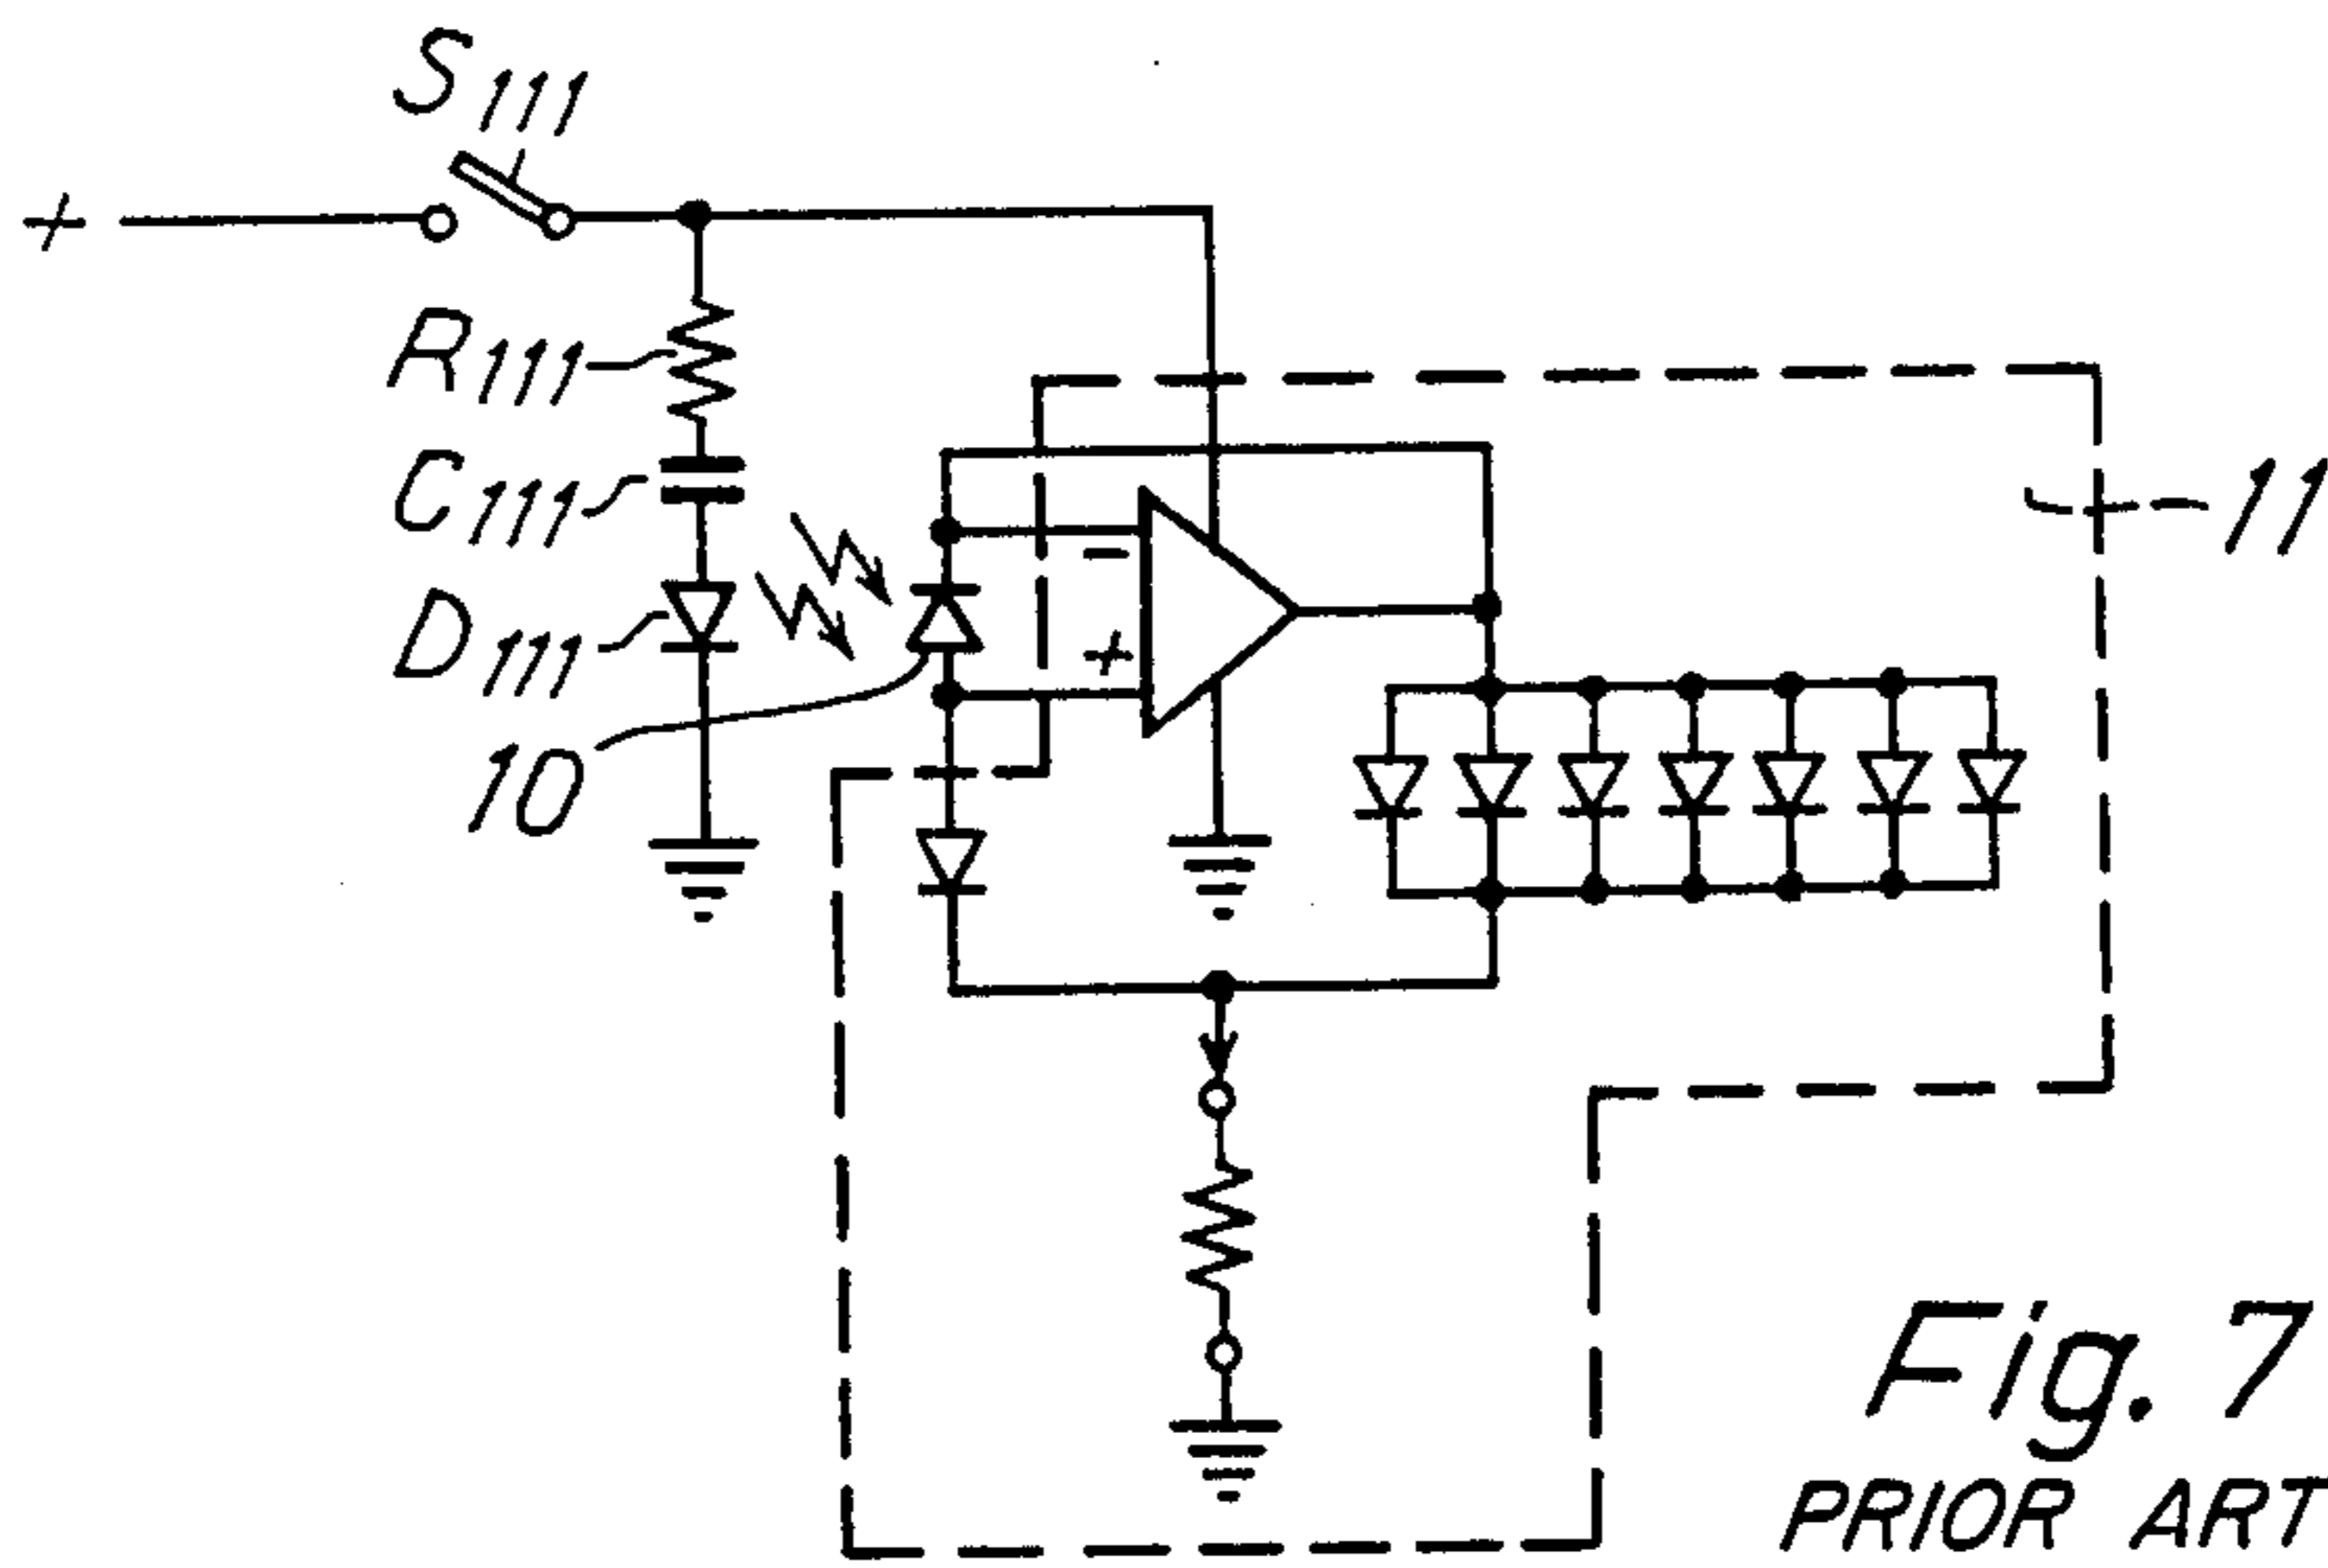 S111
+
R111
C111
11
D111
−
+
10
Fig. 7
PRIOR ART